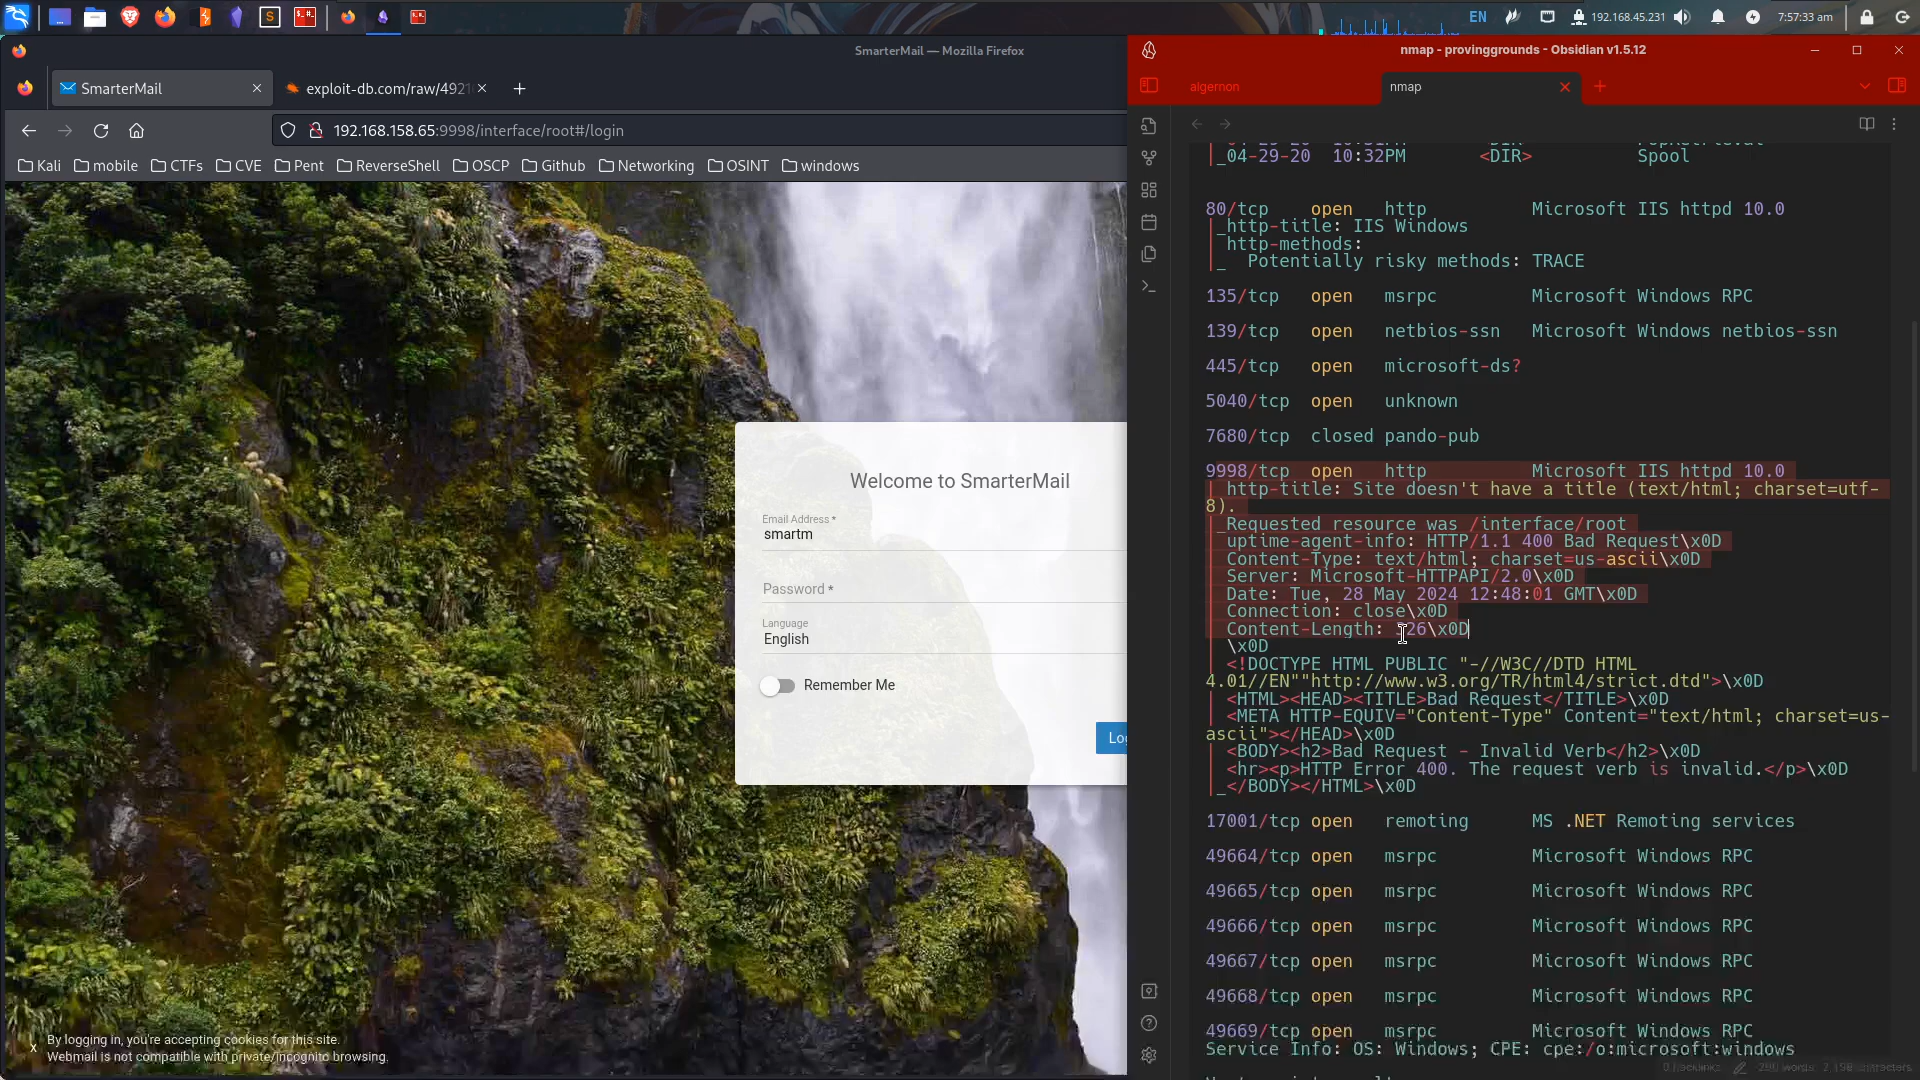 EN
192.168.45.231
7:57:33 am
SmarterMail — Mozilla Firefox
SmarterMail
exploit-db.com/raw/4921
192.168.158.65:9998/interface/root#/login
Kali
mobile
CTFs
CVE
Pent
ReverseShell
OSCP
Github
Networking
OSINT
windows
Welcome to SmarterMail
Email Address *
smartm
Password *
Language
English
Remember Me
By logging in, you're accepting cookies for this site.
X
Webmail is not compatible with private/incognito browsing.
nmap - provinggrounds - Obsidian v1.5.12
algernon
nmap
|_04-29-20 10:32PM <DIR> Spool
80/tcp open http Microsoft IIS httpd 10.0
|_http-title: IIS Windows
| http-methods:
|_ Potentially risky methods: TRACE
135/tcp open msrpc Microsoft Windows RPC
139/tcp open netbios-ssn Microsoft Windows netbios-ssn
445/tcp open microsoft-ds?
5040/tcp open unknown
7680/tcp closed pando-pub
9998/tcp open http Microsoft IIS httpd 10.0
| http-title: Site doesn't have a title (text/html; charset=utf-
8).
|_Requested resource was /interface/root
| uptime-agent-info: HTTP/1.1 400 Bad Request\x0D
| Content-Type: text/html; charset=us-ascii\x0D
| Server: Microsoft-HTTPAPI/2.0\x0D
| Date: Tue, 28 May 2024 12:48:01 GMT\x0D
| Connection: close\x0D
| Content-Length: 326\x0D
| \x0D
| <!DOCTYPE HTML PUBLIC "-//W3C//DTD HTML
4.01//EN""http://www.w3.org/TR/html4/strict.dtd">\x0D
| <HTML><HEAD><TITLE>Bad Request</TITLE>\x0D
| <META HTTP-EQUIV="Content-Type" Content="text/html; charset=us-
ascii"></HEAD>\x0D
| <BODY><h2>Bad Request - Invalid Verb</h2>\x0D
| <hr><p>HTTP Error 400. The request verb is invalid.</p>\x0D
|_</BODY></HTML>\x0D
17001/tcp open remoting MS .NET Remoting services
49664/tcp open msrpc Microsoft Windows RPC
49665/tcp open msrpc Microsoft Windows RPC
49666/tcp open msrpc Microsoft Windows RPC
49667/tcp open msrpc Microsoft Windows RPC
49668/tcp open msrpc Microsoft Windows RPC
49669/tcp open msrpc Microsoft Windows RPC
Service Info: OS: Windows; CPE: cpe:/o:microsoft:windows